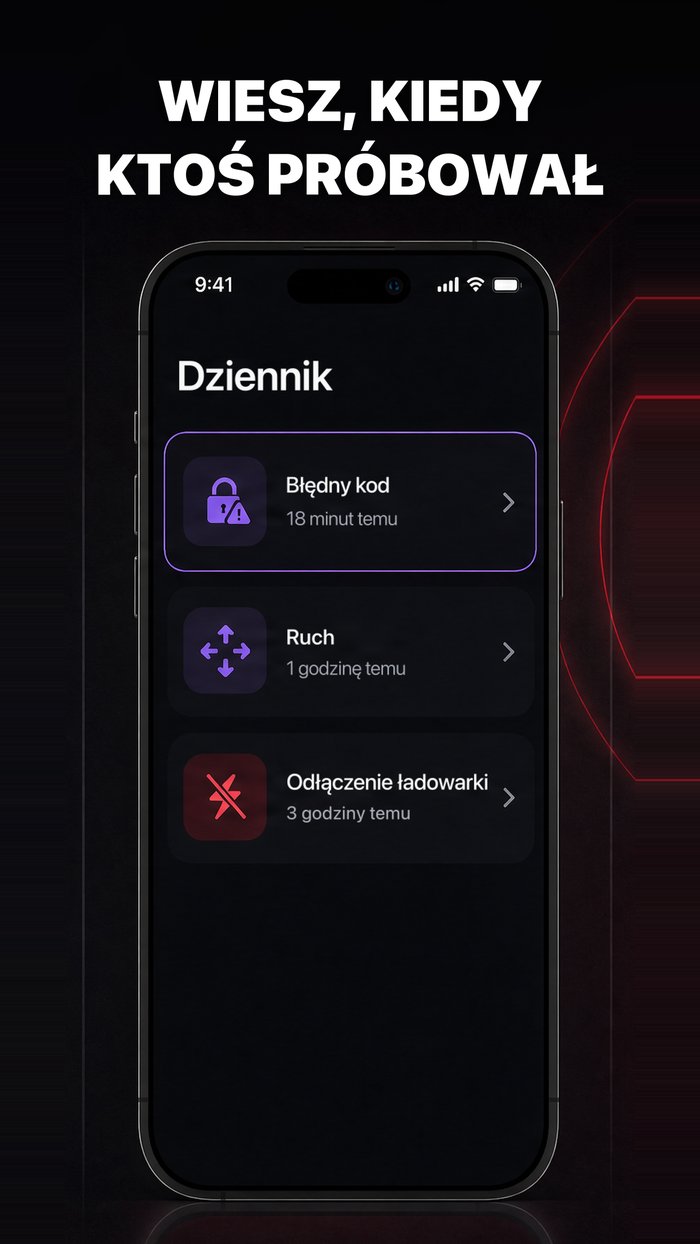 WIESZ, KIEDY
KTOŚ PRÓBOWAŁ
9:41
Dziennik
Błędny kod
18 minut temu
Ruch
1 godzinę temu
Odłączenie ładowarki
3 godziny temu